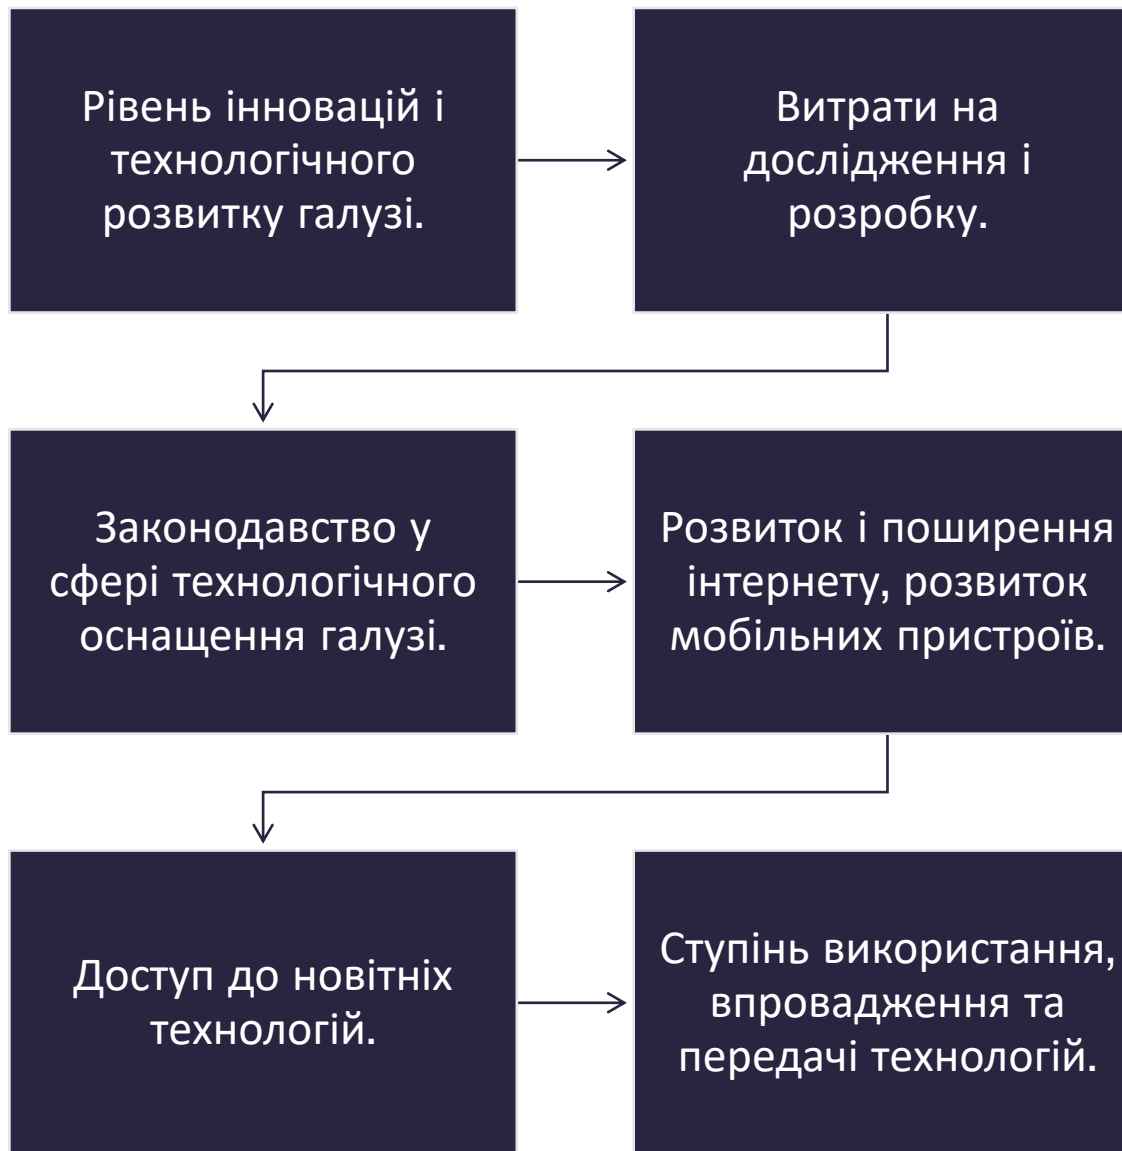 Рівень інновацій і
технологічного
розвитку галузі.
Витрати на
дослідження і
розробку.
Законодавство у
сфері технологічного
оснащення галузі.
Розвиток і поширення
інтернету, розвиток
мобільних пристроїв.
Доступ до новітніх
технологій.
Ступінь використання,
впровадження та
передачі технологій.